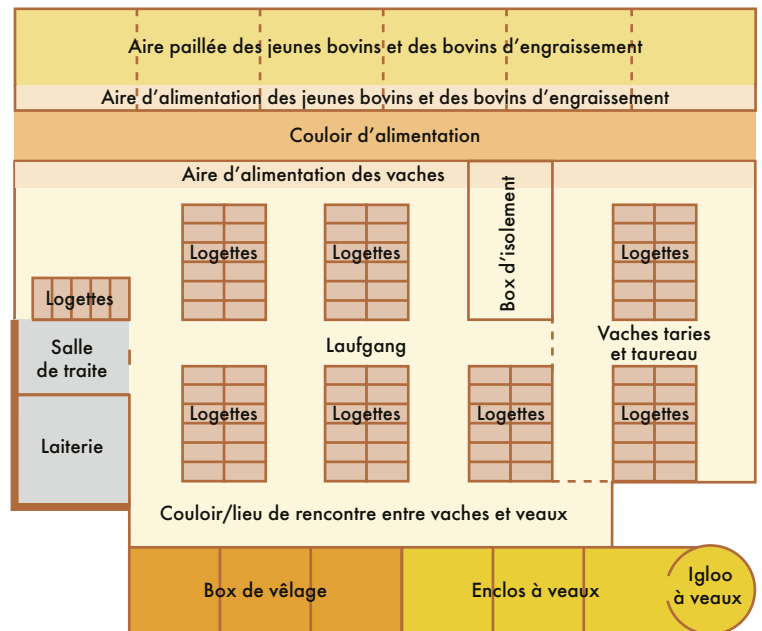 Aire paillée des jeunes bovins et des bovins d'engraissement
Aire d'alimentation des jeunes bovins et des bovins d'engraissement
Couloir d'alimentation
Aire d'alimentation des vaches
Box d'isolement
Logettes
Logettes
Logettes
Logettes
Salle
de traite
Laufgang
Vaches taries
et taureau
Logettes
Logettes
Logettes
Logettes
Laiterie
Couloir/lieu de rencontre entre vaches et veaux
Box de vêlage
Enclos à veaux
Igloo
à veaux